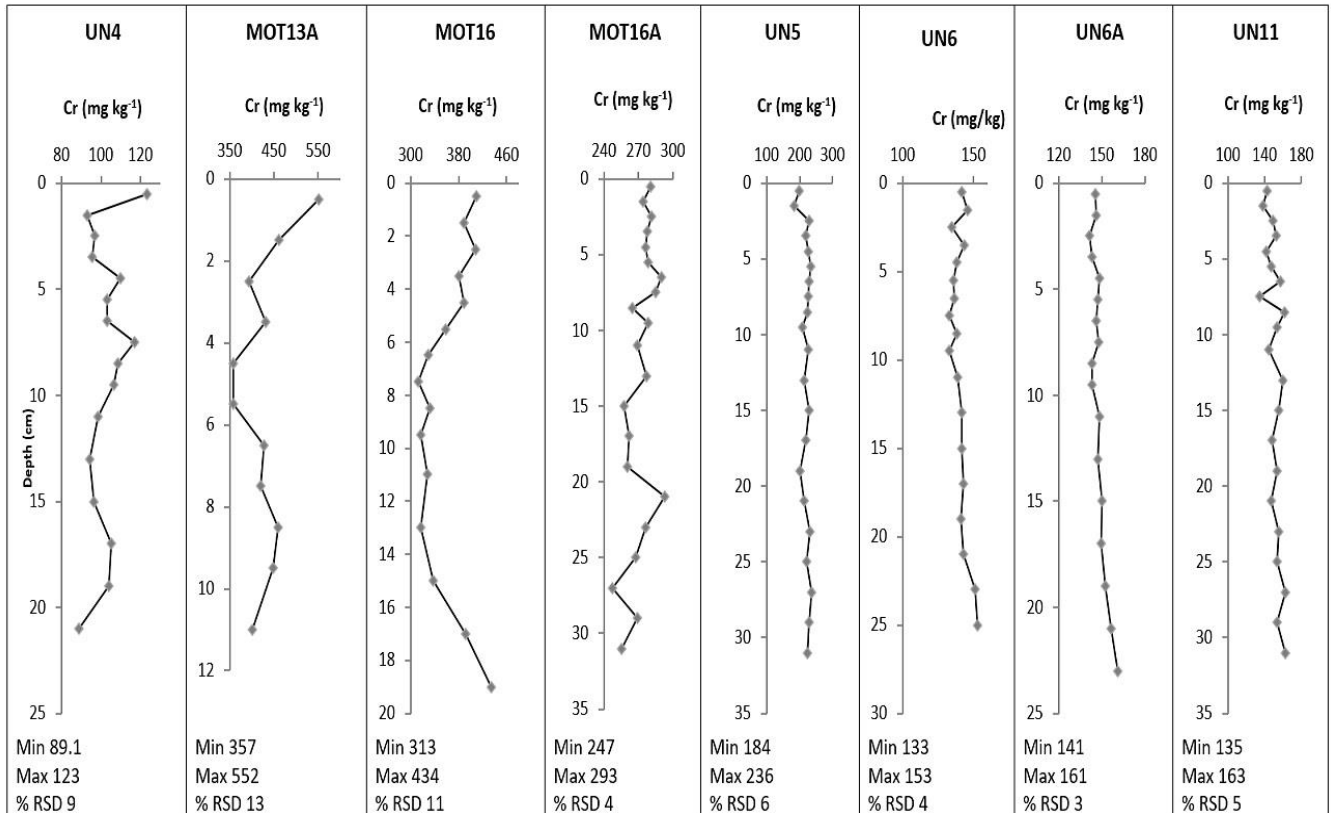 UN4
Cr (mg kg⁻¹)
80 100 120
0
5
10
15
20
25
Depth (cm)
Min 89.1
Max 123
% RSD 9
MOT13A
Cr (mg kg⁻¹)
350 450 550
0
2
4
6
8
10
12
Min 357
Max 552
% RSD 13
MOT16
Cr (mg kg⁻¹)
300 380 460
0
2
4
6
8
10
12
14
16
18
20
Min 313
Max 434
% RSD 11
MOT16A
Cr (mg kg⁻¹)
240 270 300
0
5
10
15
20
25
30
35
Min 247
Max 293
% RSD 4
UN5
Cr (mg kg⁻¹)
100 200 300
0
5
10
15
20
25
30
35
Min 184
Max 236
% RSD 6
UN6
Cr (mg/kg)
100 150
0
5
10
15
20
25
30
Min 133
Max 153
% RSD 4
UN6A
Cr (mg kg⁻¹)
120 150 180
0
5
10
15
20
25
Min 141
Max 161
% RSD 3
UN11
Cr (mg kg⁻¹)
100 140 180
0
5
10
15
20
25
30
35
Min 135
Max 163
% RSD 5